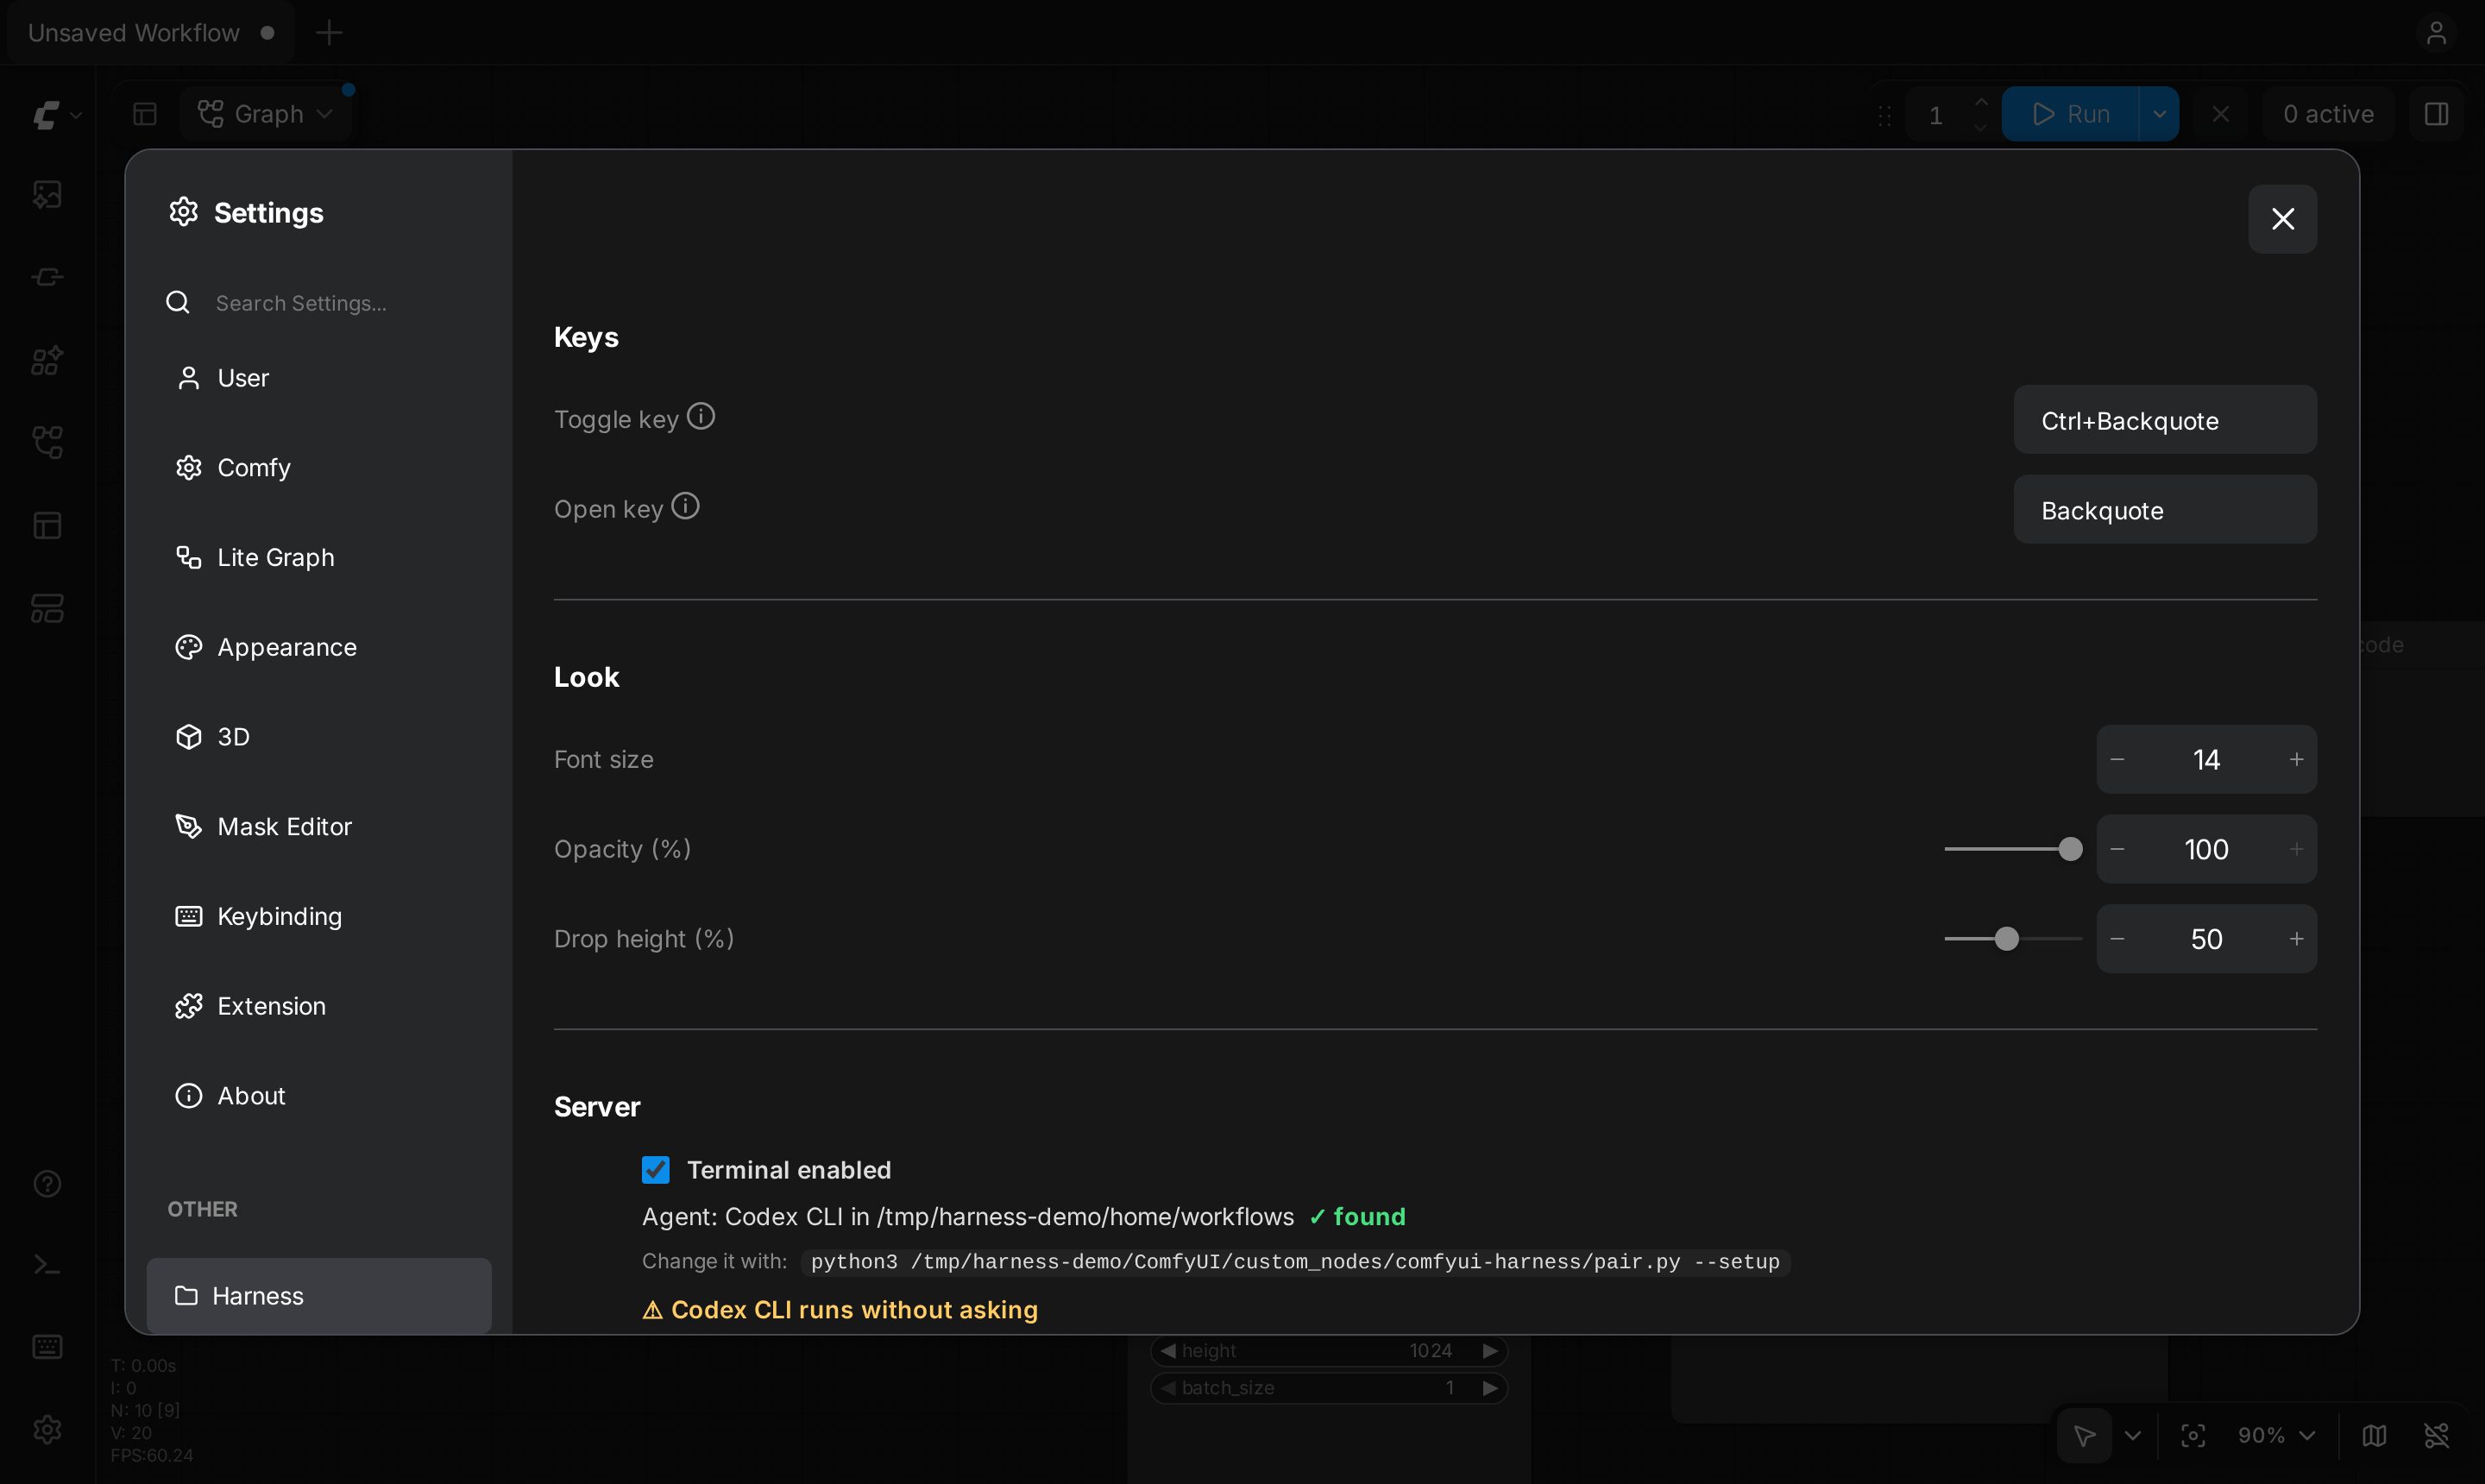 Unsaved Workflow
Graph
1
Run
0 active
Settings
Search Settings...
User
Comfy
Lite Graph
Appearance
3D
Mask Editor
Keybinding
Extension
About
OTHER
Harness
Keys
Toggle key
Ctrl+Backquote
Open key
Backquote
Look
Font size
14
Opacity (%)
100
Drop height (%)
50
Server
Terminal enabled
Agent: Codex CLI in /tmp/harness-demo/home/workflows ✓ found
Change it with: python3 /tmp/harness-demo/ComfyUI/custom_nodes/comfyui-harness/pair.py --setup
⚠ Codex CLI runs without asking
code
height 1024
batch_size 1
T: 0.00s
I: 0
N: 10 [9]
V: 20
FPS:60.24
90%